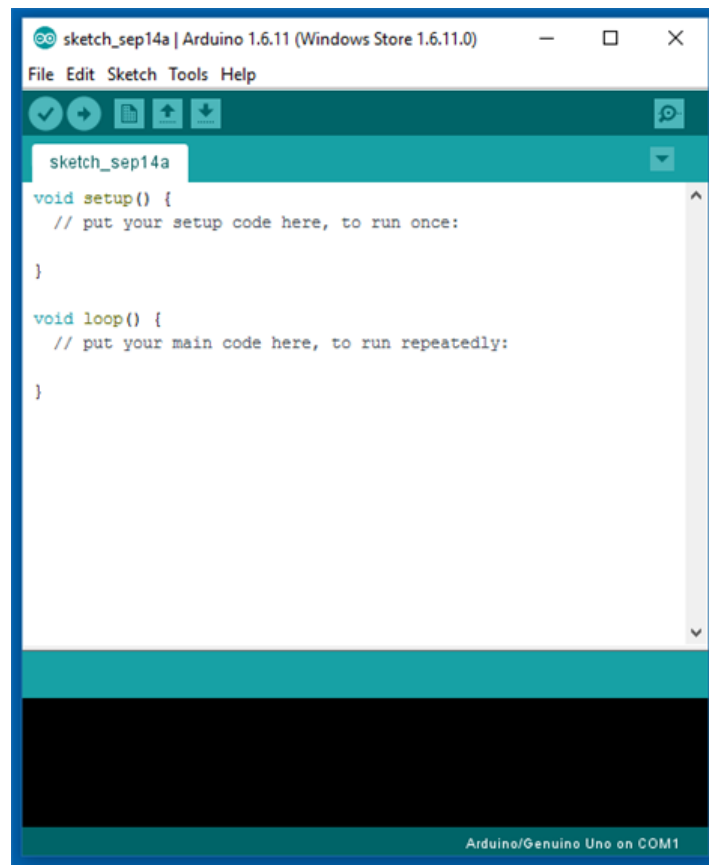 sketch_sep14a | Arduino 1.6.11 (Windows Store 1.6.11.0)
File Edit Sketch Tools Help
sketch_sep14a
void setup() {
  // put your setup code here, to run once:
}
void loop() {
  // put your main code here, to run repeatedly:
}
Arduino/Genuino Uno on COM1